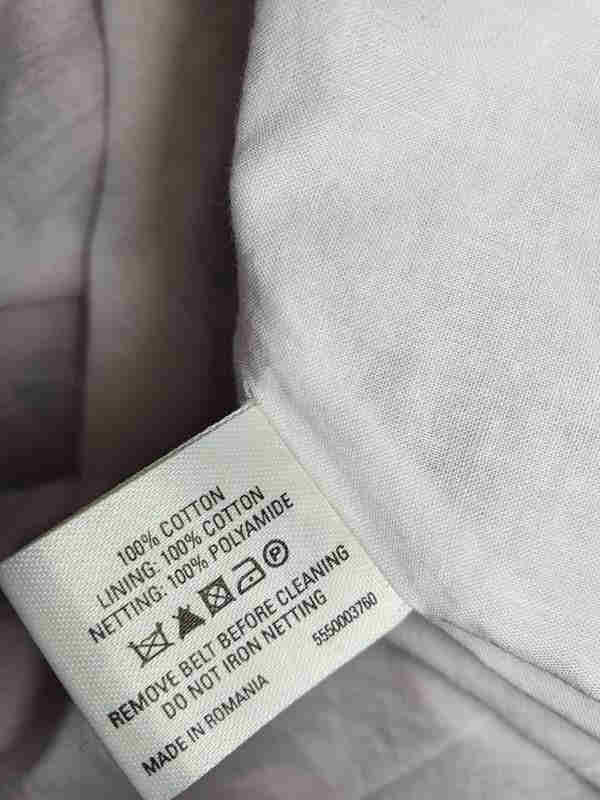 100% COTTON
LINING: 100% COTTON
NETTING: 100% POLYAMIDE
P
REMOVE BELT BEFORE CLEANING
DO NOT IRON NETTING
5550003760
MADE IN ROMANIA